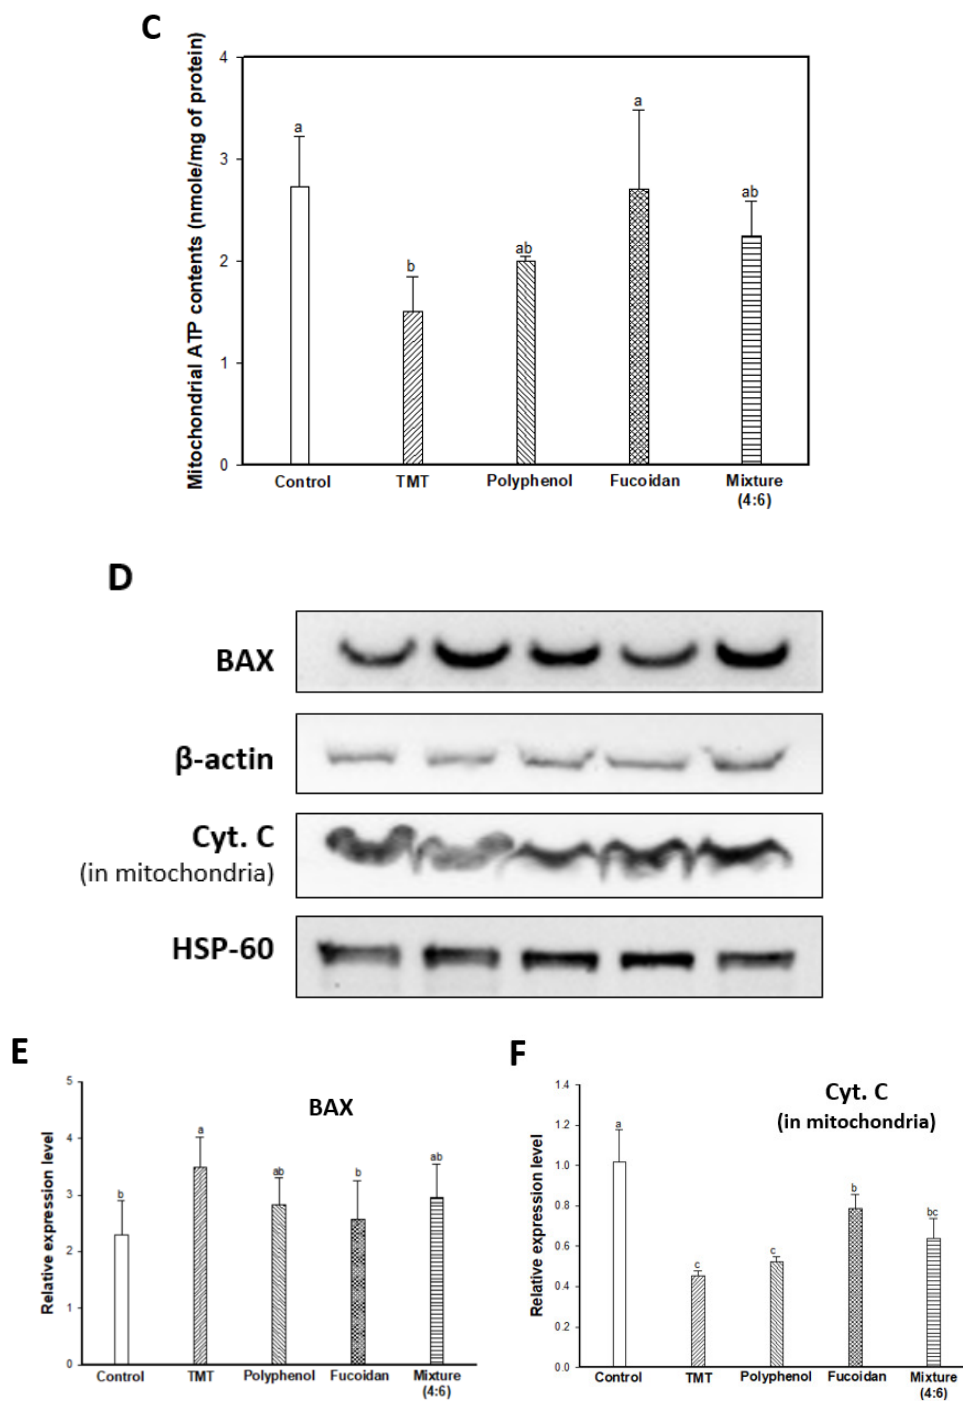 C
Mitochondrial ATP contents (nmole/mg of protein)
4
3
2
1
0
a
b
ab
a
ab
Control
TMT
Polyphenol
Fucoidan
Mixture
(4:6)
D
BAX
β-actin
Cyt. C
(in mitochondria)
HSP-60
E
BAX
Relative expression level
5
4
3
2
1
0
b
a
ab
b
ab
Control
TMT
Polyphenol
Fucoidan
Mixture
(4:6)
F
Cyt. C
(in mitochondria)
Relative expression level
1.4
1.2
1.0
0.8
0.6
0.4
0.2
0.0
a
c
c
b
bc
Control
TMT
Polyphenol
Fucoidan
Mixture
(4:6)